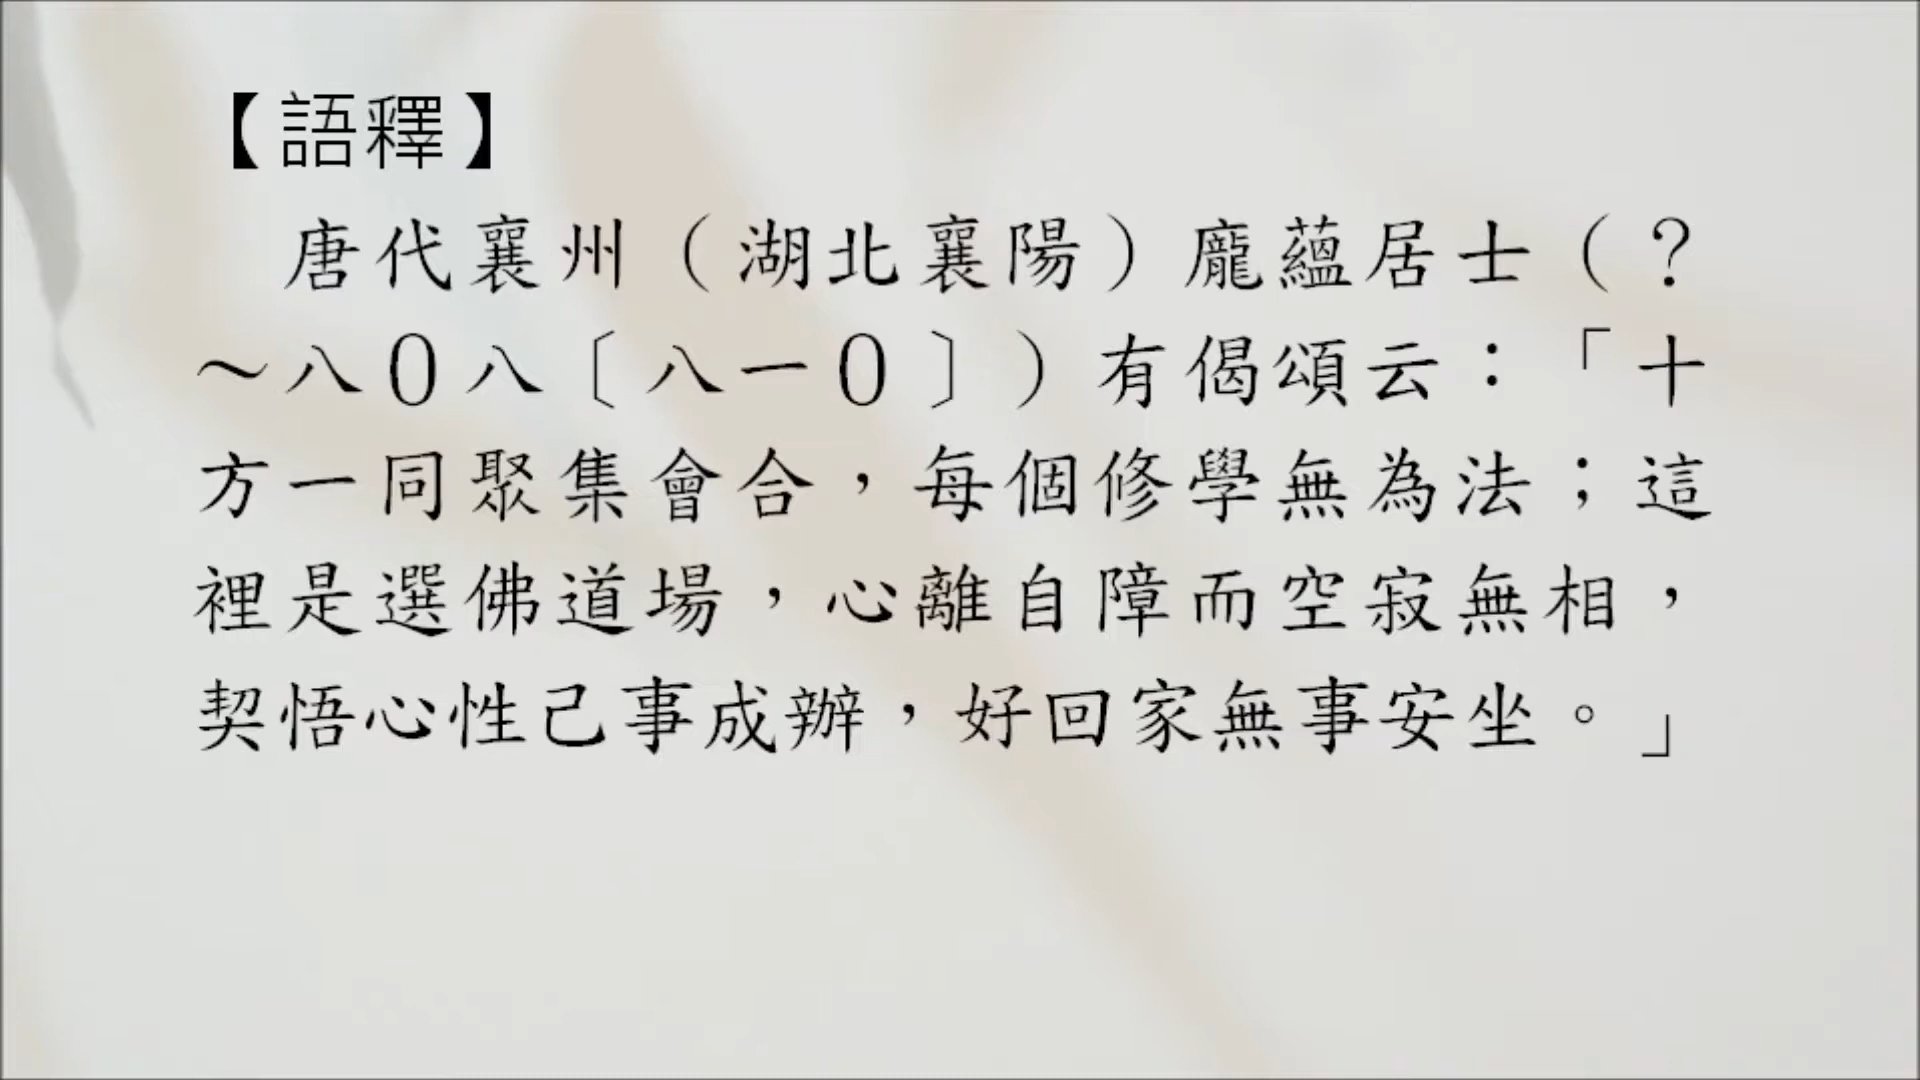 【語釋】
唐代襄州（湖北襄陽）龐蘊居士（？
～八０八〔八一０〕）有偈頌云：「十
方一同聚集會合，每個修學無為法；這
裡是選佛道場，心離自障而空寂無相，
契悟心性己事成辦，好回家無事安坐。」